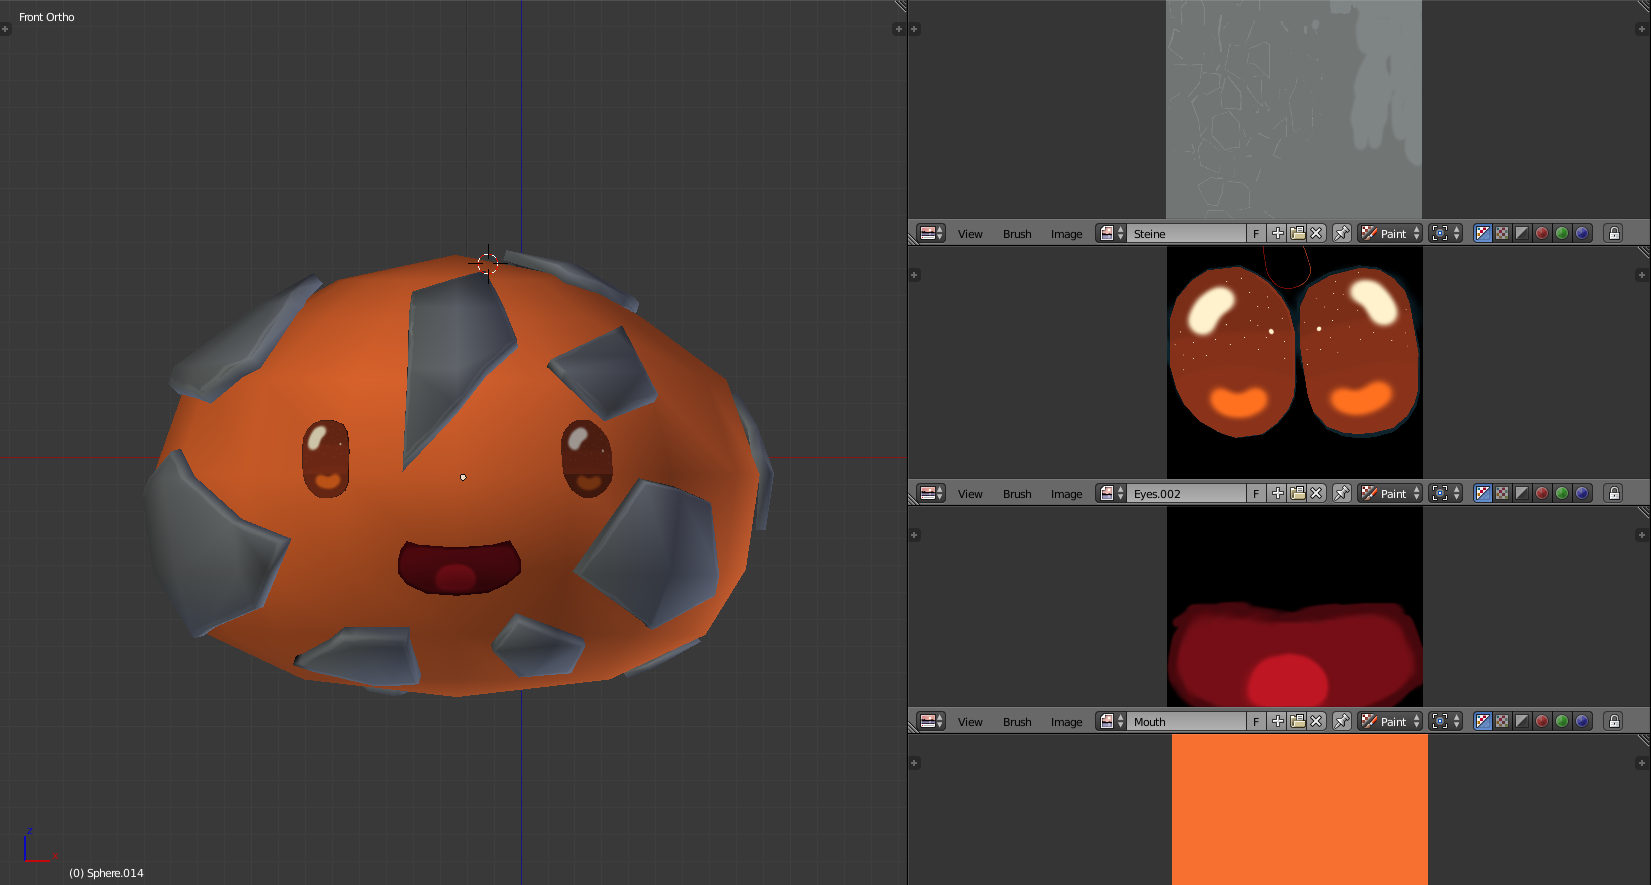 Front Ortho
View Brush Image Steine F Paint
View Brush Image Eyes.002 F Paint
View Brush Image Mouth F Paint
z
x
(0) Sphere.014